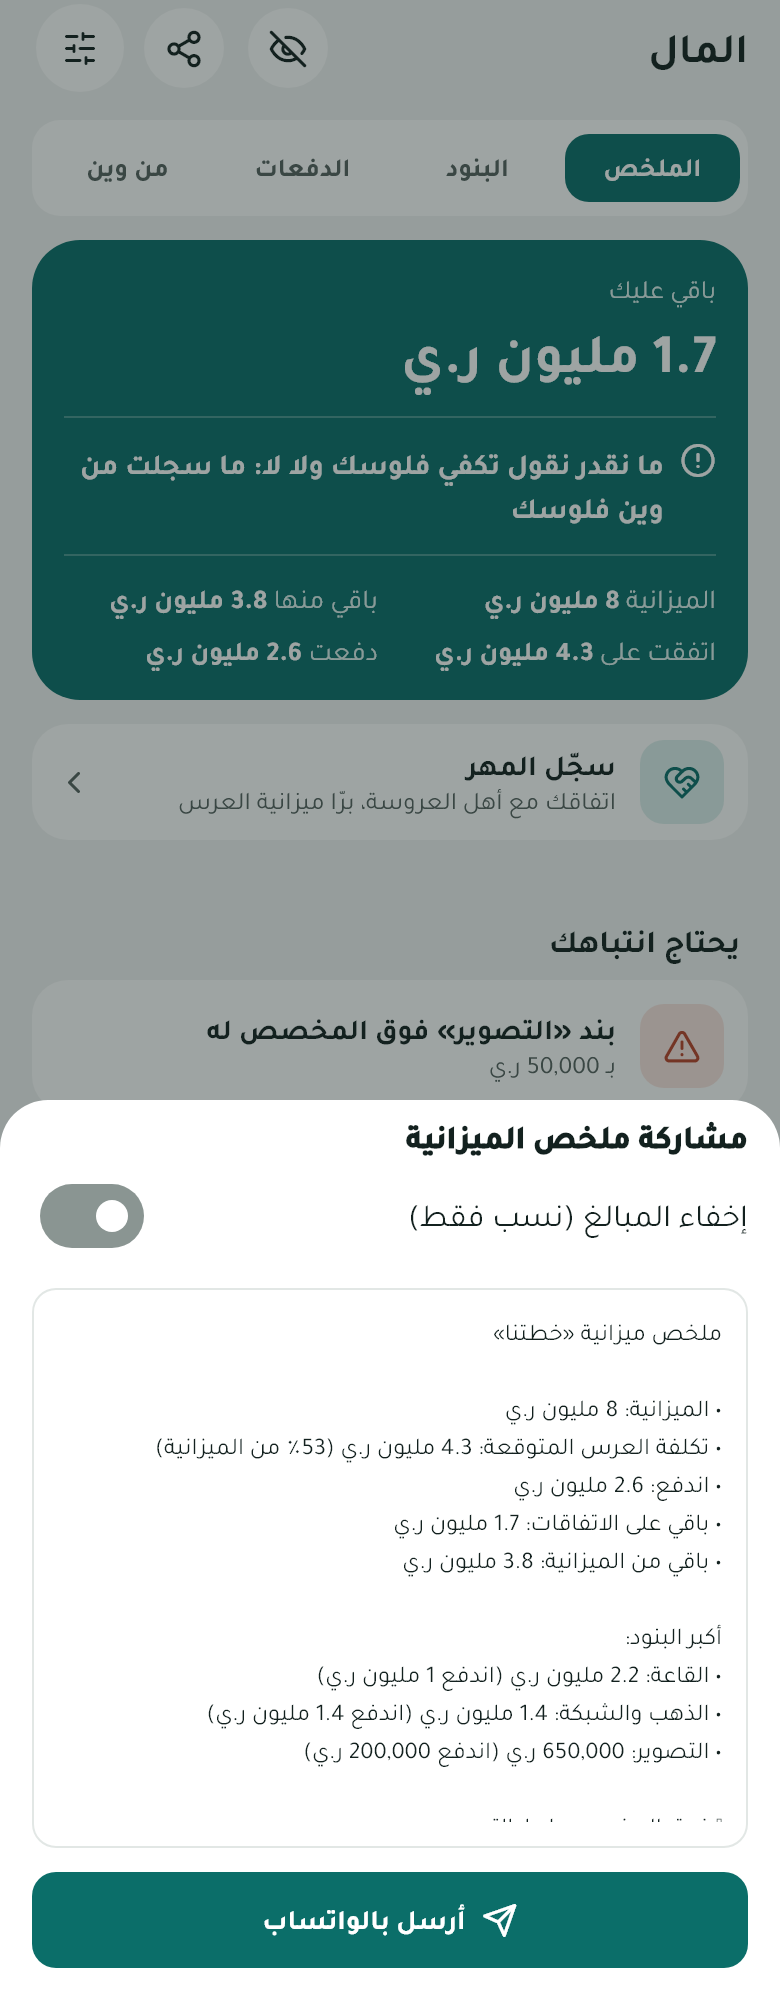 المال
الملخص
البنود
الدفعات
من وين
باقي عليك
1.7 مليون ر.ي
ما نقدر نقول تكفي فلوسك ولا لا: ما سجلت من
وين فلوسك
الميزانية 8 مليون ر.ي
باقي منها 3.8 مليون ر.ي
اتفقت على 4.3 مليون ر.ي
دفعت 2.6 مليون ر.ي
سجّل المهر
اتفاقك مع أهل العروسة، برّا ميزانية العرس
يحتاج انتباهك
بند «التصوير» فوق المخصص له
بـ 50,000 ر.ي
مشاركة ملخص الميزانية
إخفاء المبالغ (نسب فقط)
ملخص ميزانية «خطتنا»
• الميزانية: 8 مليون ر.ي
• تكلفة العرس المتوقعة: 4.3 مليون ر.ي (53٪ من الميزانية)
• اندفع: 2.6 مليون ر.ي
• باقي على الاتفاقات: 1.7 مليون ر.ي
• باقي من الميزانية: 3.8 مليون ر.ي
أكبر البنود:
• القاعة: 2.2 مليون ر.ي (اندفع 1 مليون ر.ي)
• الذهب والشبكة: 1.4 مليون ر.ي (اندفع 1.4 مليون ر.ي)
• التصوير: 650,000 ر.ي (اندفع 200,000 ر.ي)
أرسل بالواتساب